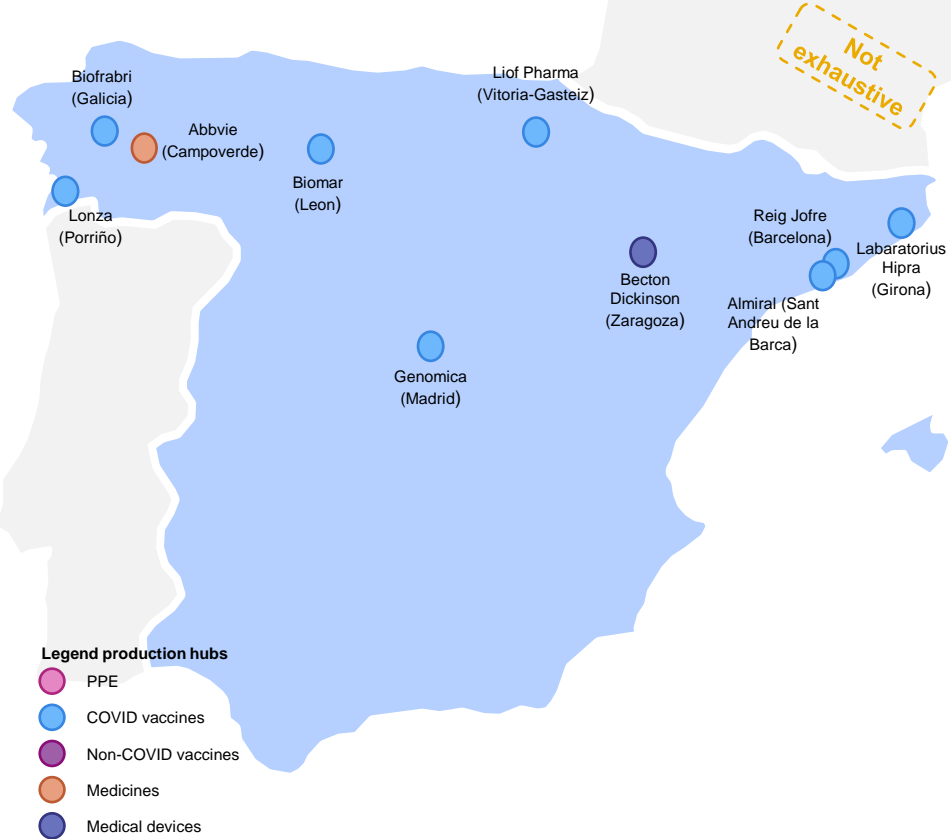 Not
exhaustive
Biofrabri
(Galicia)
Abbvie
(Campoverde)
Liof Pharma
(Vitoria-Gasteiz)
Biomar
(Leon)
Lonza
(Porriño)
Reig Jofre
(Barcelona)
Labaratorius
Hipra
(Girona)
Becton
Dickinson
(Zaragoza)
Almiral (Sant
Andreu de la
Barca)
Genomica
(Madrid)
Legend production hubs
PPE
COVID vaccines
Non-COVID vaccines
Medicines
Medical devices